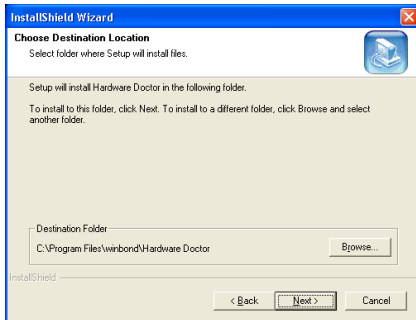 InstallShield Wizard
Choose Destination Location
Select folder where Setup will install files.
Setup will install Hardware Doctor in the following folder.
To install to this folder, click Next. To install to a different folder, click Browse and select
another folder.
Destination Folder
C:\Program Files\winbond\Hardware Doctor
Browse...
InstallShield
< Back
Next >
Cancel